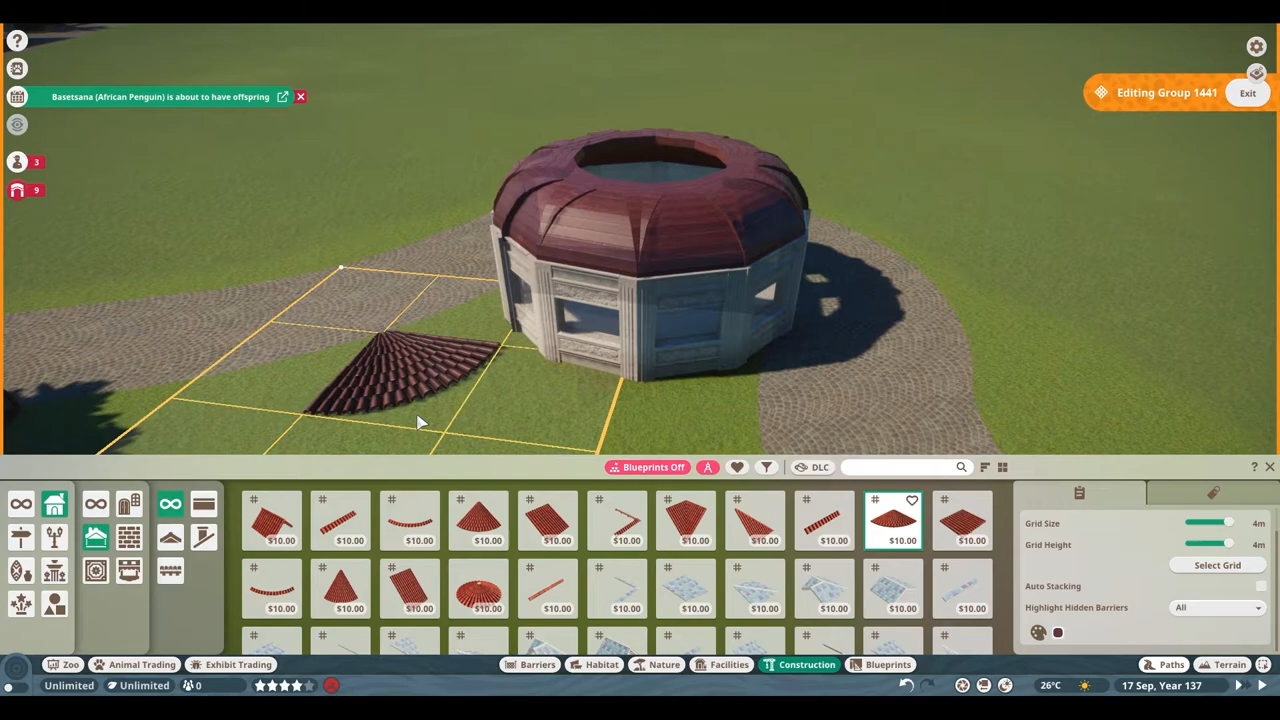 ?
Basetsana (African Penguin) is about to have offspring
Editing Group 1441
Exit
3
9
Blueprints Off
DLC
?
$10.00 $10.00 $10.00 $10.00 $10.00 $10.00 $10.00 $10.00 $10.00 $10.00 $10.00
$10.00 $10.00 $10.00 $10.00 $10.00 $10.00 $10.00 $10.00 $10.00 $10.00 $10.00
Grid Size 4m
Grid Height 4m
Select Grid
Auto Stacking
Highlight Hidden Barriers All
Zoo Animal Trading Exhibit Trading Barriers Habitat Nature Facilities Construction Blueprints Paths Terrain
Unlimited Unlimited 0 26°C 17 Sep, Year 137